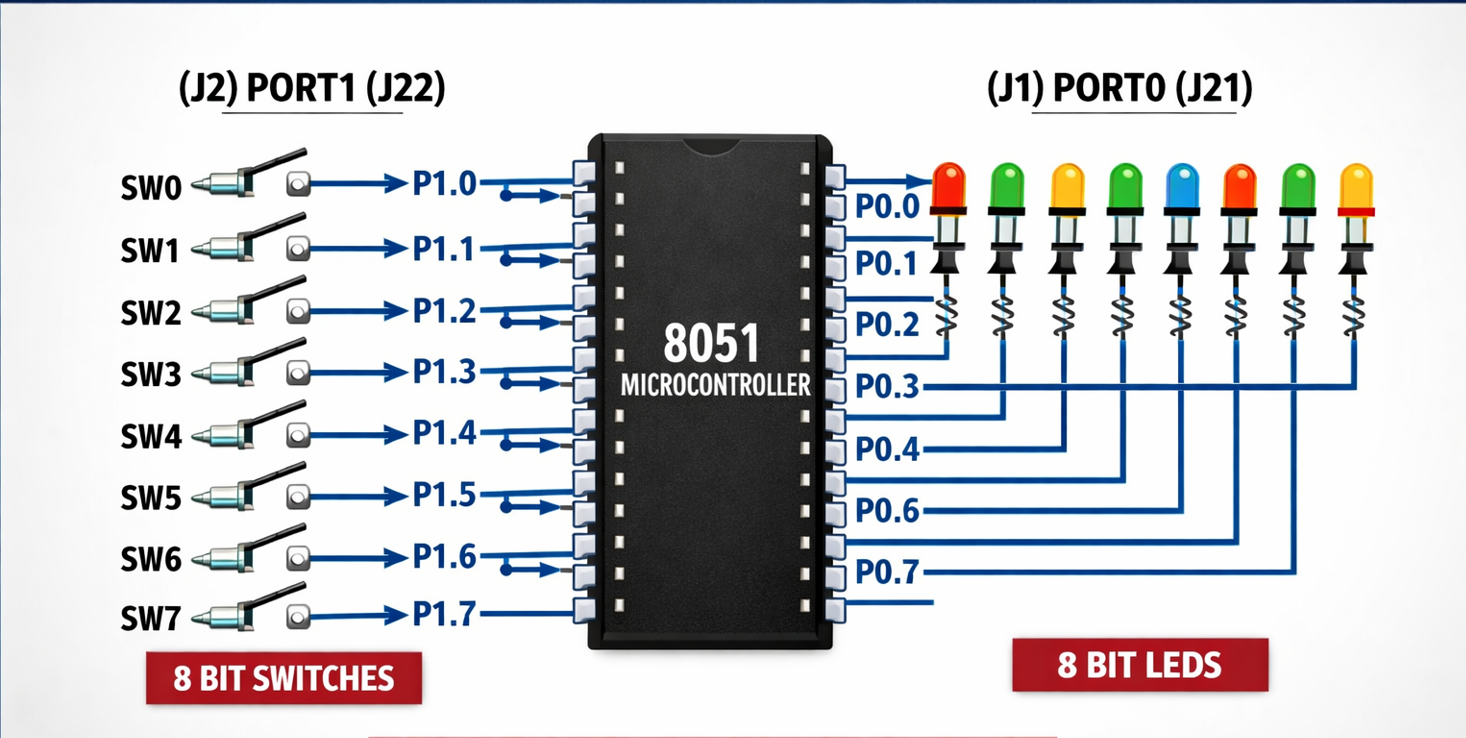 (J2) PORT1 (J22)
(J1) PORT0 (J21)
SW0
P1.0
SW1
P1.1
SW2
P1.2
SW3
P1.3
SW4
P1.4
SW5
P1.5
SW6
P1.6
SW7
P1.7
8051
MICROCONTROLLER
P0.0
P0.1
P0.2
P0.3
P0.4
P0.6
P0.7
8 BIT SWITCHES
8 BIT LEDS